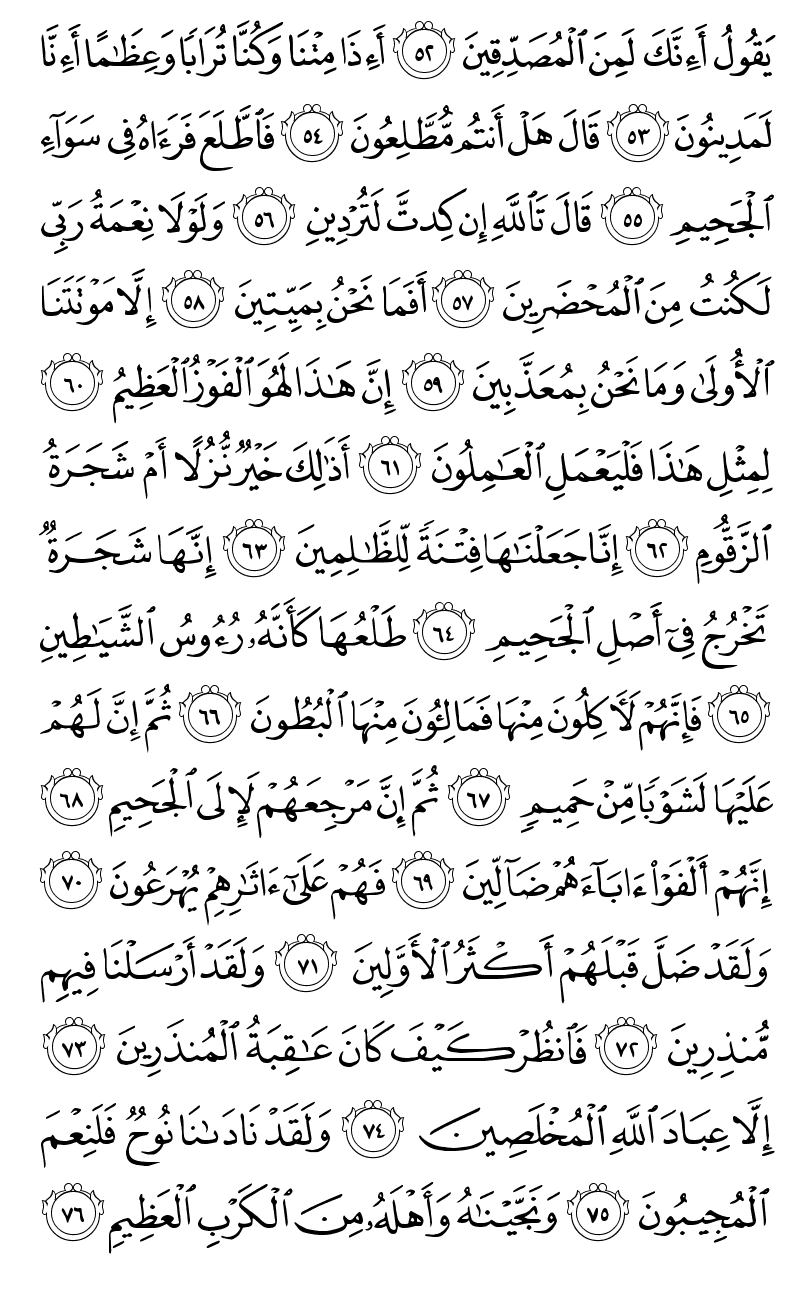 يَقُولُ أَءِنَّكَ لَمِنَ ٱلْمُصَدِّقِينَ ٥٢ أَءِذَا مِتْنَا وَكُنَّا تُرَابًا وَعِظَـٰمًا أَءِنَّا
لَمَدِينُونَ ٥٣ قَالَ هَلْ أَنتُم مُّطَّلِعُونَ ٥٤ فَٱطَّلَعَ فَرَءَاهُ فِى سَوَآءِ
ٱلْجَحِيمِ ٥٥ قَالَ تَٱللَّهِ إِن كِدتَّ لَتُرْدِينِ ٥٦ وَلَوْلَا نِعْمَةُ رَبِّى
لَكُنتُ مِنَ ٱلْمُحْضَرِينَ ٥٧ أَفَمَا نَحْنُ بِمَيِّتِينَ ٥٨ إِلَّا مَوْتَتَنَا
ٱلْأُولَىٰ وَمَا نَحْنُ بِمُعَذَّبِينَ ٥٩ إِنَّ هَـٰذَا لَهُوَ ٱلْفَوْزُ ٱلْعَظِيمُ ٦٠
لِمِثْلِ هَـٰذَا فَلْيَعْمَلِ ٱلْعَـٰمِلُونَ ٦١ أَذَٰلِكَ خَيْرٌ نُّزُلًا أَمْ شَجَرَةُ
ٱلزَّقُّومِ ٦٢ إِنَّا جَعَلْنَـٰهَا فِتْنَةً لِّلظَّـٰلِمِينَ ٦٣ إِنَّهَا شَجَرَةٌ
تَخْرُجُ فِىٓ أَصْلِ ٱلْجَحِيمِ ٦٤ طَلْعُهَا كَأَنَّهُۥ رُءُوسُ ٱلشَّيَـٰطِينِ
٦٥ فَإِنَّهُمْ لَـَٔاكِلُونَ مِنْهَا فَمَالِـُٔونَ مِنْهَا ٱلْبُطُونَ ٦٦ ثُمَّ إِنَّ لَهُمْ
عَلَيْهَا لَشَوْبًا مِّنْ حَمِيمٍ ٦٧ ثُمَّ إِنَّ مَرْجِعَهُمْ لَإِلَى ٱلْجَحِيمِ ٦٨
إِنَّهُمْ أَلْفَوْا۟ ءَابَآءَهُمْ ضَآلِّينَ ٦٩ فَهُمْ عَلَىٰٓ ءَاثَـٰرِهِمْ يُهْرَعُونَ ٧٠
وَلَقَدْ ضَلَّ قَبْلَهُمْ أَكْثَرُ ٱلْأَوَّلِينَ ٧١ وَلَقَدْ أَرْسَلْنَا فِيهِم
مُّنذِرِينَ ٧٢ فَٱنظُرْ كَيْفَ كَانَ عَـٰقِبَةُ ٱلْمُنذَرِينَ ٧٣
إِلَّا عِبَادَ ٱللَّهِ ٱلْمُخْلَصِينَ ٧٤ وَلَقَدْ نَادَىٰنَا نُوحٌ فَلَنِعْمَ
ٱلْمُجِيبُونَ ٧٥ وَنَجَّيْنَـٰهُ وَأَهْلَهُۥ مِنَ ٱلْكَرْبِ ٱلْعَظِيمِ ٧٦